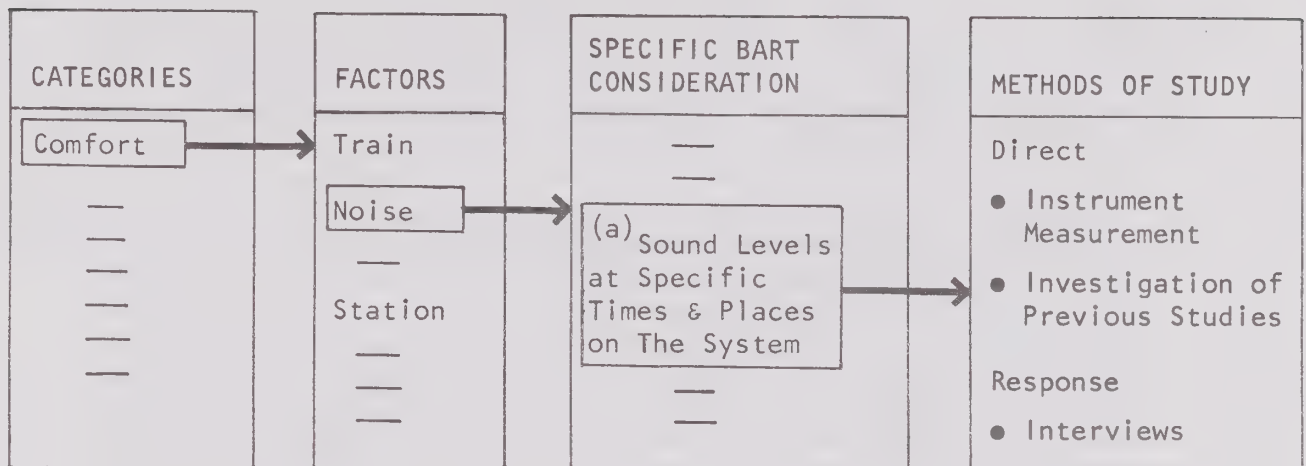 CATEGORIES
Comfort
FACTORS
Train
Noise
Station
SPECIFIC BART
CONSIDERATION
(a) Sound Levels
at Specific
Times & Places
on The System
METHODS OF STUDY
Direct
● Instrument
Measurement
● Investigation of
Previous Studies
Response
● Interviews